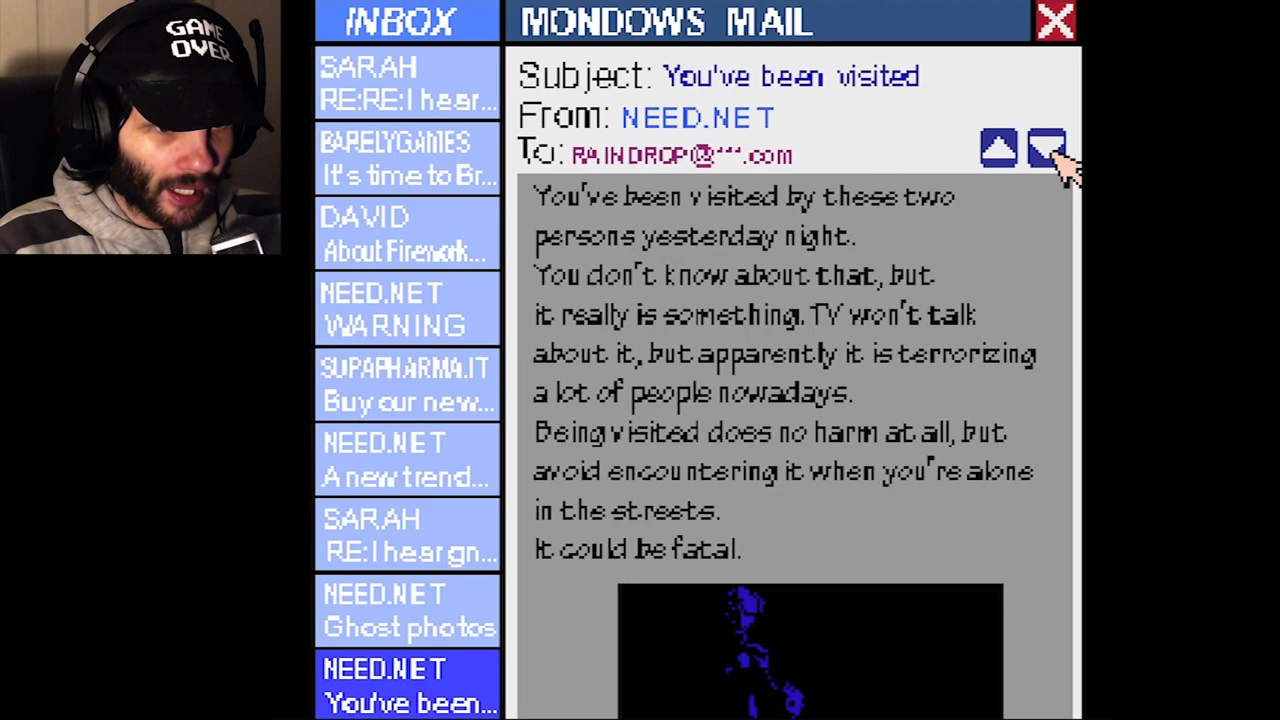 GAME
OVER
INBOX
SARAH
RE:RE:I hear...
BARELYGAMES
It's time to Br...
DAVID
About Firework...
NEED.NET
WARNING
SUPAPHARMA.IT
Buy our new...
NEED.NET
A new trend...
SARAH
RE:I hear gn...
NEED.NET
Ghost photos
NEED.NET
You've been...
MONDOWS MAIL
Subject: You've been visited
From: NEED.NET
To: RAINDROP@***.com
You've been visited by these two
persons yesterday night.
You don't know about that, but
it really is something. TV won't talk
about it, but apparently it is terrorizing
a lot of people nowadays.
Being visited does no harm at all, but
avoid encountering it when you're alone
in the streets.
It could be fatal.